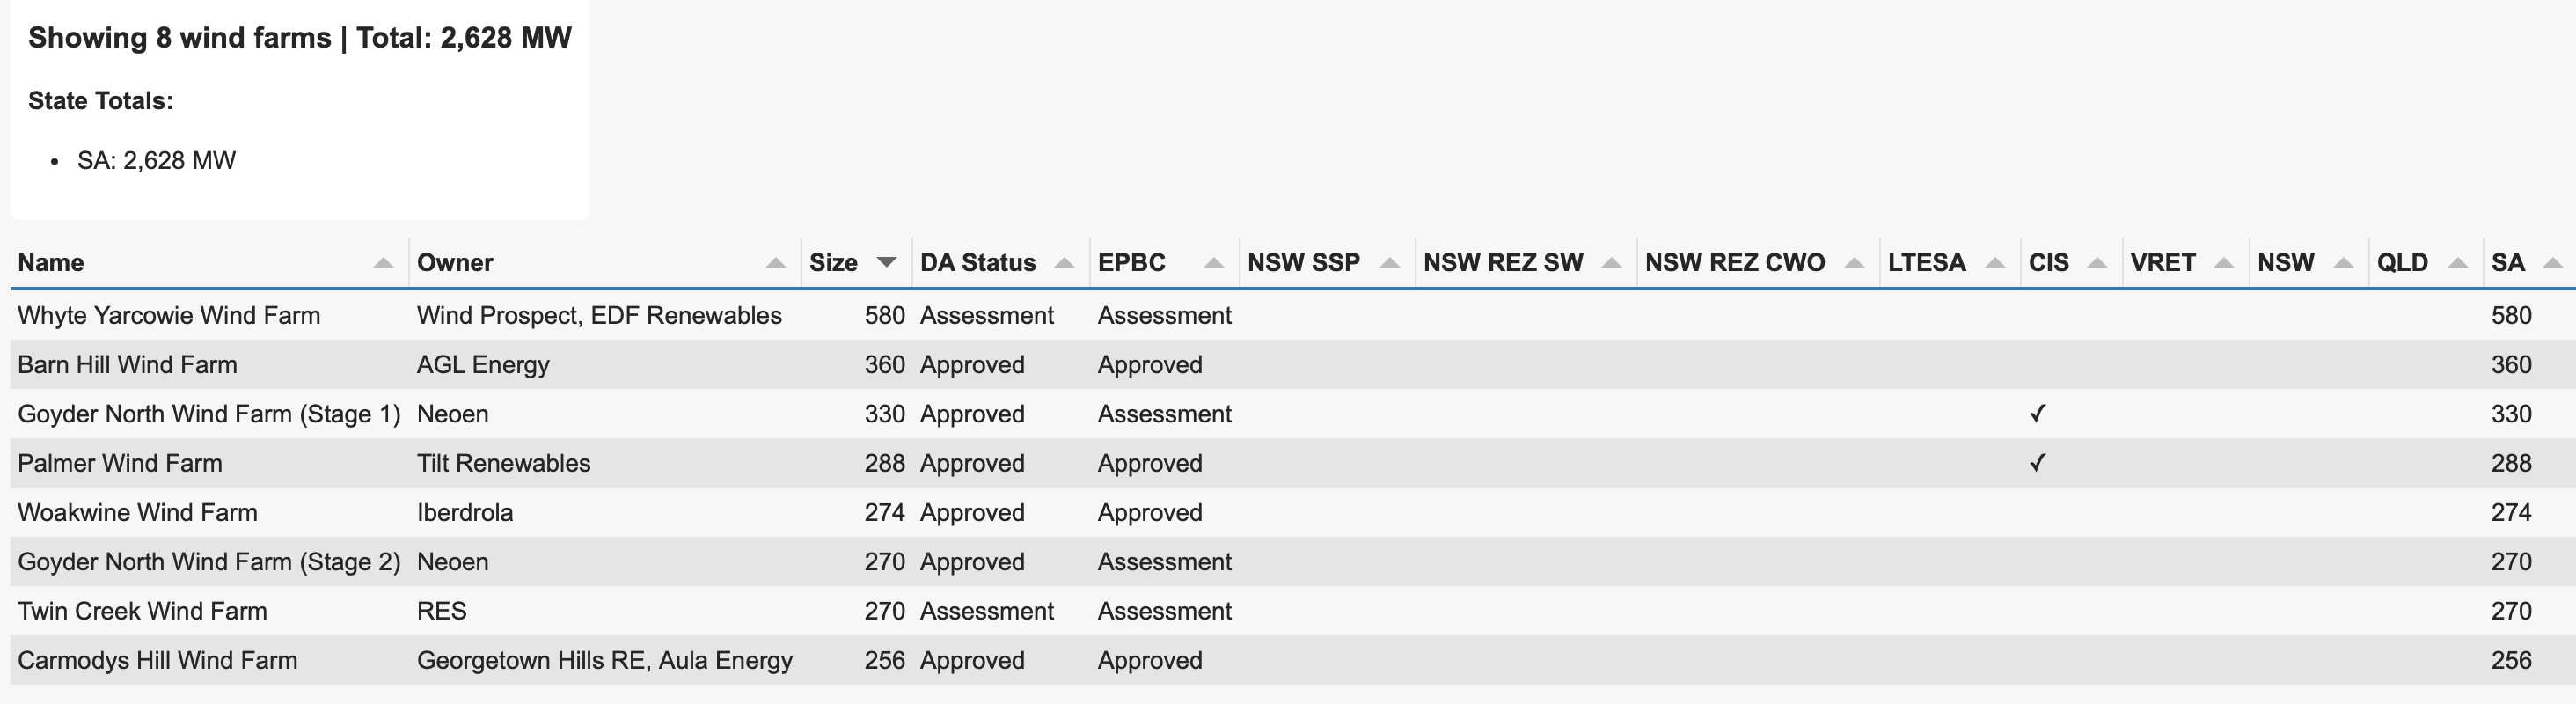 Showing 8 wind farms | Total: 2,628 MW
State Totals:
• SA: 2,628 MW
Name Owner Size DA Status EPBC NSW SSP NSW REZ SW NSW REZ CWO LTESA CIS VRET NSW QLD SA
Whyte Yarcowie Wind Farm Wind Prospect, EDF Renewables 580 Assessment Assessment 580
Barn Hill Wind Farm AGL Energy 360 Approved Approved 360
Goyder North Wind Farm (Stage 1) Neoen 330 Approved Assessment ✓ 330
Palmer Wind Farm Tilt Renewables 288 Approved Approved ✓ 288
Woakwine Wind Farm Iberdrola 274 Approved Approved 274
Goyder North Wind Farm (Stage 2) Neoen 270 Approved Assessment 270
Twin Creek Wind Farm RES 270 Assessment Assessment 270
Carmodys Hill Wind Farm Georgetown Hills RE, Aula Energy 256 Approved Approved 256